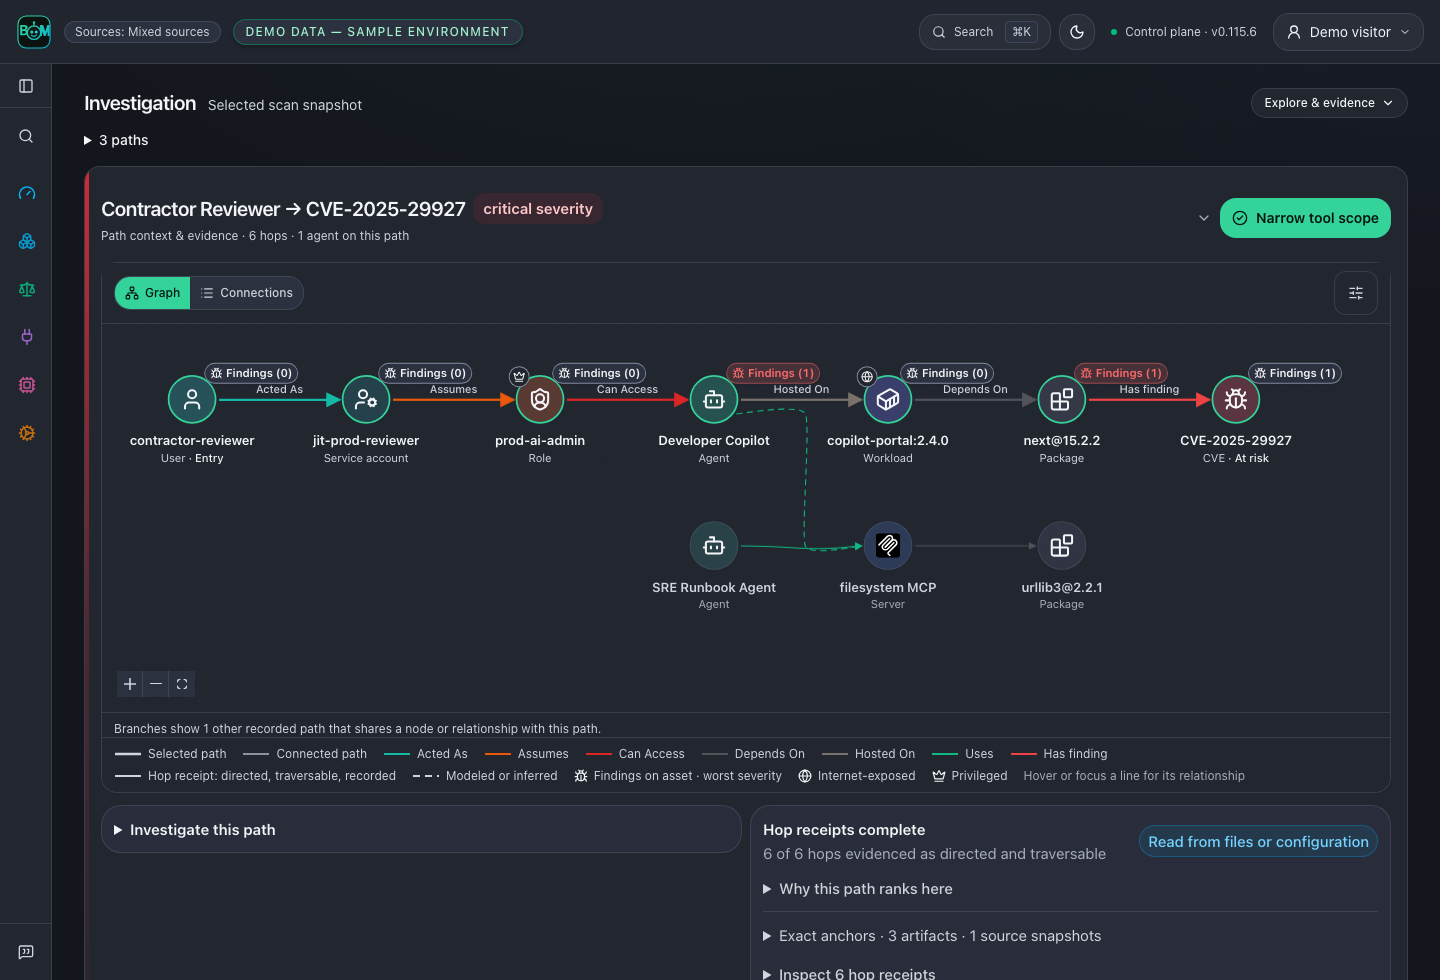 BOM
Sources: Mixed sources
DEMO DATA — SAMPLE ENVIRONMENT
Search ⌘K
Control plane · v0.115.6
Demo visitor
Investigation Selected scan snapshot
Explore & evidence
3 paths
Contractor Reviewer → CVE-2025-29927 critical severity
Path context & evidence · 6 hops · 1 agent on this path
Narrow tool scope
Graph Connections
Findings (0) Findings (0) Findings (0) Findings (1) Findings (0) Findings (1) Findings (1)
Acted As Assumes Can Access Hosted On Depends On Has finding
contractor-reviewer jit-prod-reviewer prod-ai-admin Developer Copilot copilot-portal:2.4.0 next@15.2.2 CVE-2025-29927
User · Entry Service account Role Agent Workload Package CVE · At risk
SRE Runbook Agent filesystem MCP urllib3@2.2.1
Agent Server Package
Branches show 1 other recorded path that shares a node or relationship with this path.
Selected path Connected path Acted As Assumes Can Access Depends On Hosted On Uses Has finding
Hop receipt: directed, traversable, recorded Modeled or inferred Findings on asset · worst severity Internet-exposed Privileged Hover or focus a line for its relationship
Investigate this path
Hop receipts complete
6 of 6 hops evidenced as directed and traversable
Read from files or configuration
Why this path ranks here
Exact anchors · 3 artifacts · 1 source snapshots
Inspect 6 hop receipts